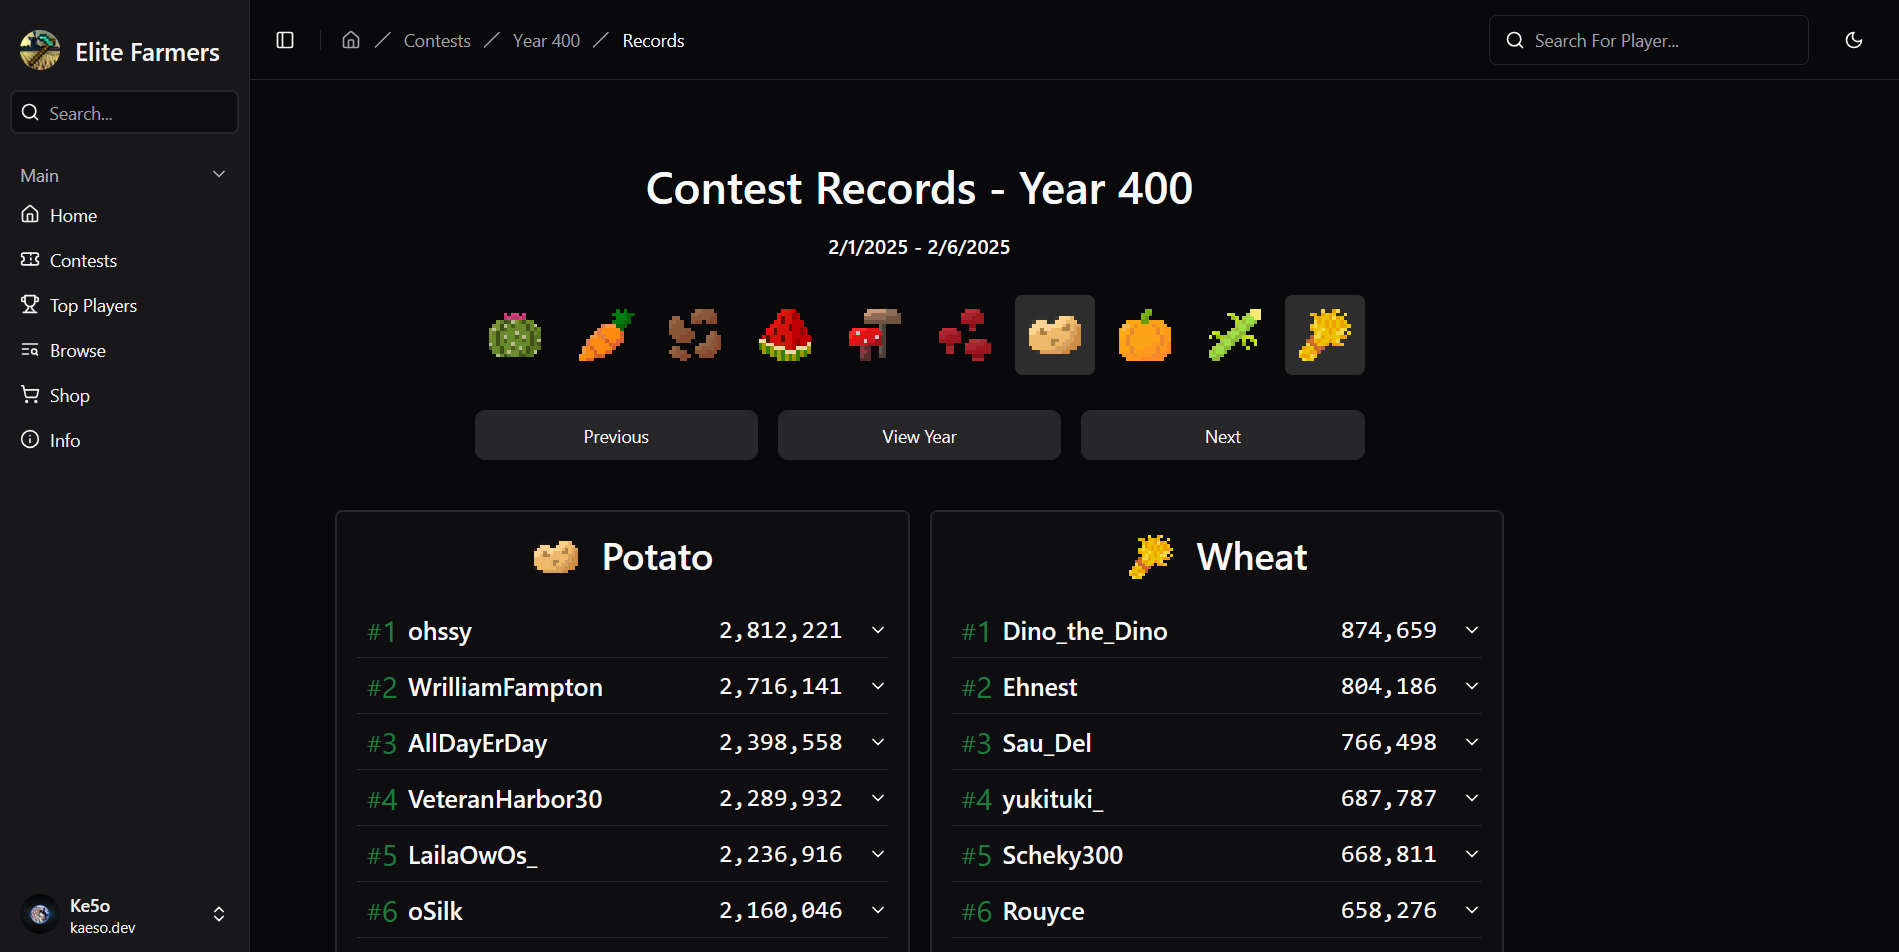 Elite Farmers
Search...
Main
Home
Contests
Top Players
Browse
Shop
Info
Ke5o
kaeso.dev
Contests
Year 400
Records
Search For Player...
Contest Records - Year 400
2/1/2025 - 2/6/2025
Previous
View Year
Next
Potato
#1 ohssy 2,812,221
#2 WrilliamFampton 2,716,141
#3 AllDayErDay 2,398,558
#4 VeteranHarbor30 2,289,932
#5 LailaOwOs_ 2,236,916
#6 oSilk 2,160,046
Wheat
#1 Dino_the_Dino 874,659
#2 Ehnest 804,186
#3 Sau_Del 766,498
#4 yukituki_ 687,787
#5 Scheky300 668,811
#6 Rouyce 658,276